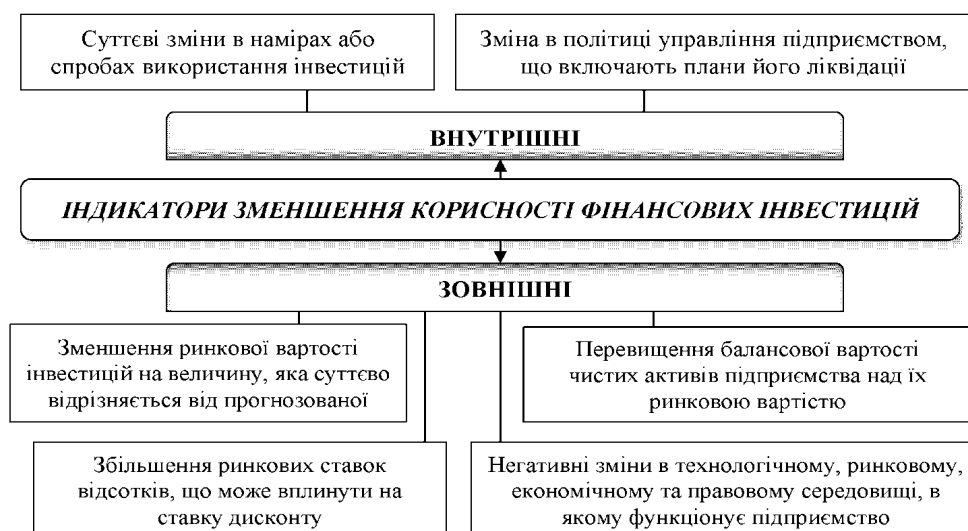 Суттєві зміни в намірах або
спробах використання інвестицій
Зміна в політиці управління підприємством,
що включають плани його ліквідації
ВНУТРІШНІ
ІНДИКАТОРИ ЗМЕНШЕННЯ КОРИСНОСТІ ФІНАНСОВИХ ІНВЕСТИЦІЙ
ЗОВНІШНІ
Зменшення ринкової вартості
інвестицій на величину, яка суттєво
відрізняється від прогнозованої
Перевищення балансової вартості
чистих активів підприємства над їх
ринковою вартістю
Збільшення ринкових ставок
відсотків, що може вплинути на
ставку дисконту
Негативні зміни в технологічному, ринковому,
економічному та правовому середовищі, в
якому функціонує підприємство